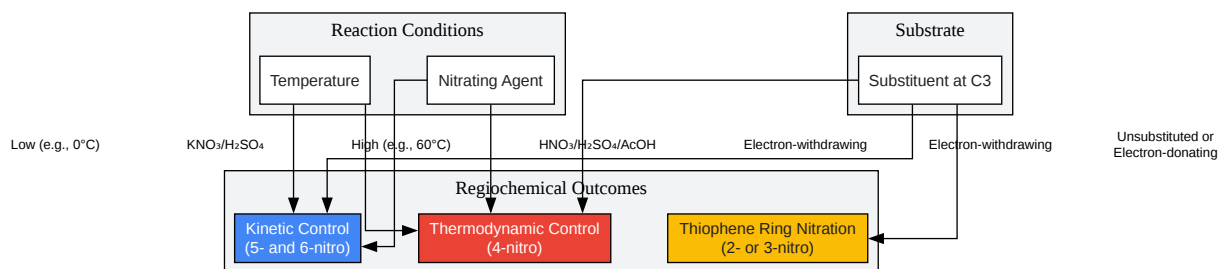 Reaction Conditions
Substrate
Temperature
Nitrating Agent
Substituent at C3
Low (e.g., 0°C)
KNO₃/H₂SO₄
High (e.g., 60°C)
HNO₃/H₂SO₄/AcOH
Electron-withdrawing
Electron-withdrawing
Unsubstituted or
Electron-donating
Regiochemical Outcomes
Kinetic Control
(5- and 6-nitro)
Thermodynamic Control
(4-nitro)
Thiophene Ring Nitration
(2- or 3-nitro)